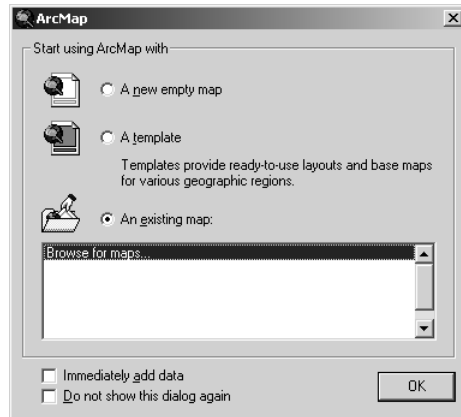 ArcMap
Start using ArcMap with
A new empty map
A template
Templates provide ready-to-use layouts and base maps
for various geographic regions.
An existing map:
Browse for maps...
Immediately add data
Do not show this dialog again
OK